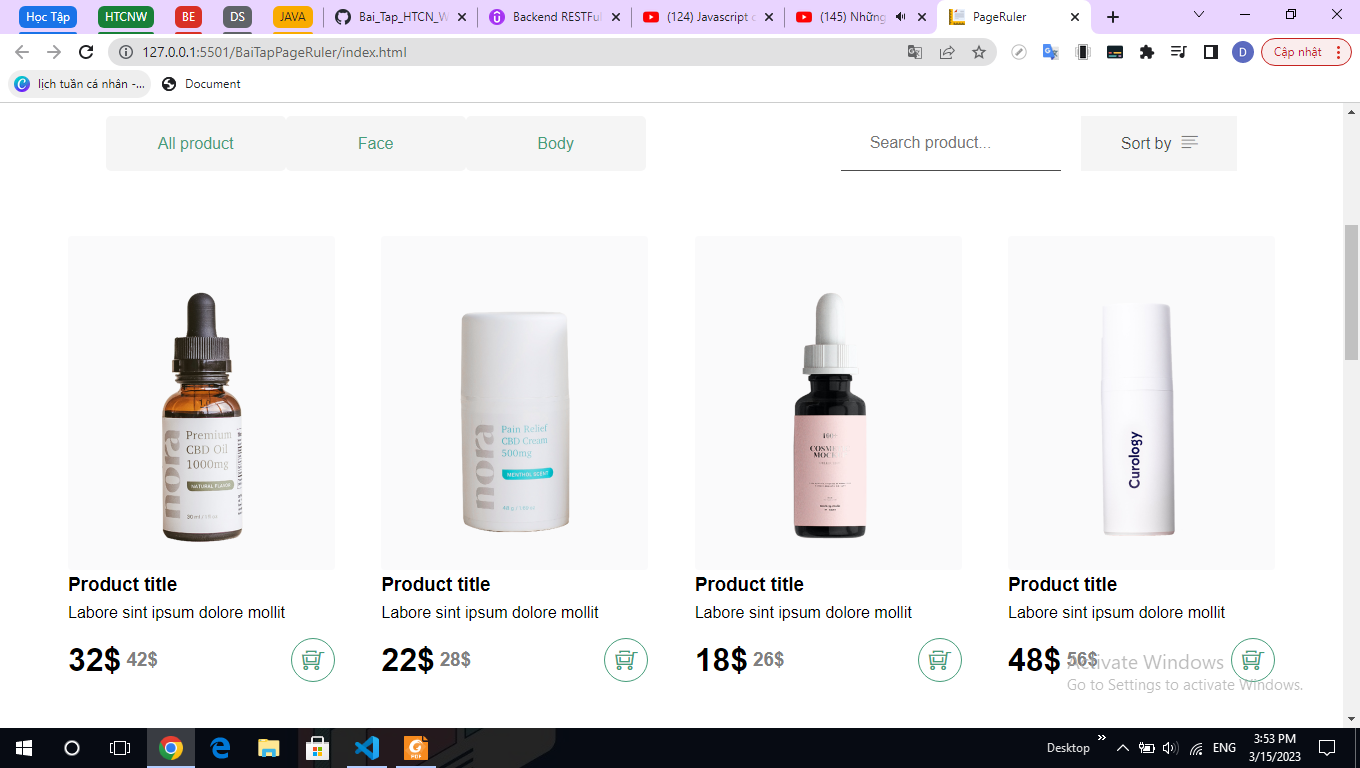 Học Tập HTCNW BE DS JAVA Bai_Tap_HTCN_W Backend RESTFul (124) Javascript c (145) Những PageRuler
127.0.0.1:5501/BaiTapPageRuler/index.html D Cập nhật
lịch tuần cá nhân -... Document
All product Face Body Search product... Sort by
nora
Premium
CBD Oil
1000mg
NATURAL FLAVOR
30 ml / 1 fl oz
nora
Pain Relief
CBD Cream
500mg
MENTHOL SCENT
COSMETIC
MOCKUP
Curology
Product title Product title Product title Product title
Labore sint ipsum dolore mollit Labore sint ipsum dolore mollit Labore sint ipsum dolore mollit Labore sint ipsum dolore mollit
32$ 42$ 22$ 28$ 18$ 26$ 48$ 56$
Activate Windows
Go to Settings to activate Windows.
Desktop ENG 3:53 PM
3/15/2023